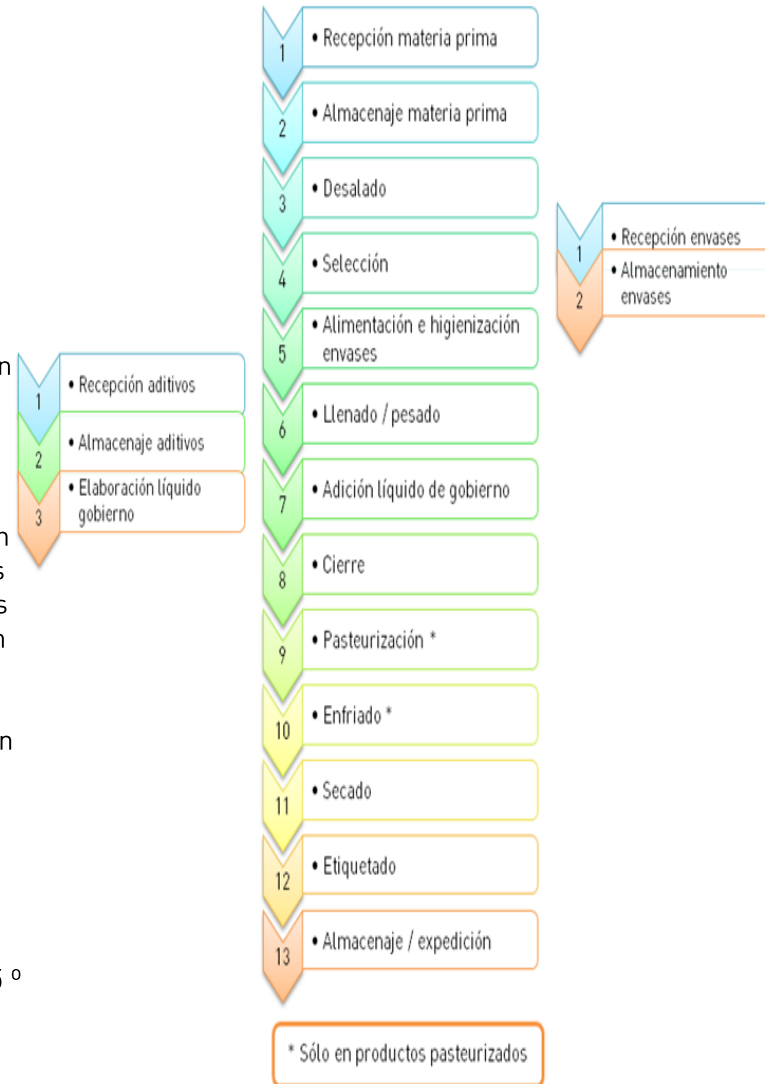 1
• Recepción materia prima
2
• Almacenaje materia prima
3
• Desalado
4
• Selección
5
• Alimentación e higienización
envases
6
• Llenado / pesado
7
• Adición líquido de gobierno
8
• Cierre
9
• Pasteurización *
10
• Enfriado *
11
• Secado
12
• Etiquetado
13
• Almacenaje / expedición
* Sólo en productos pasteurizados
1
• Recepción aditivos
2
• Almacenaje aditivos
3
• Elaboración líquido
gobierno
1
• Recepción envases
2
• Almacenamiento
envases